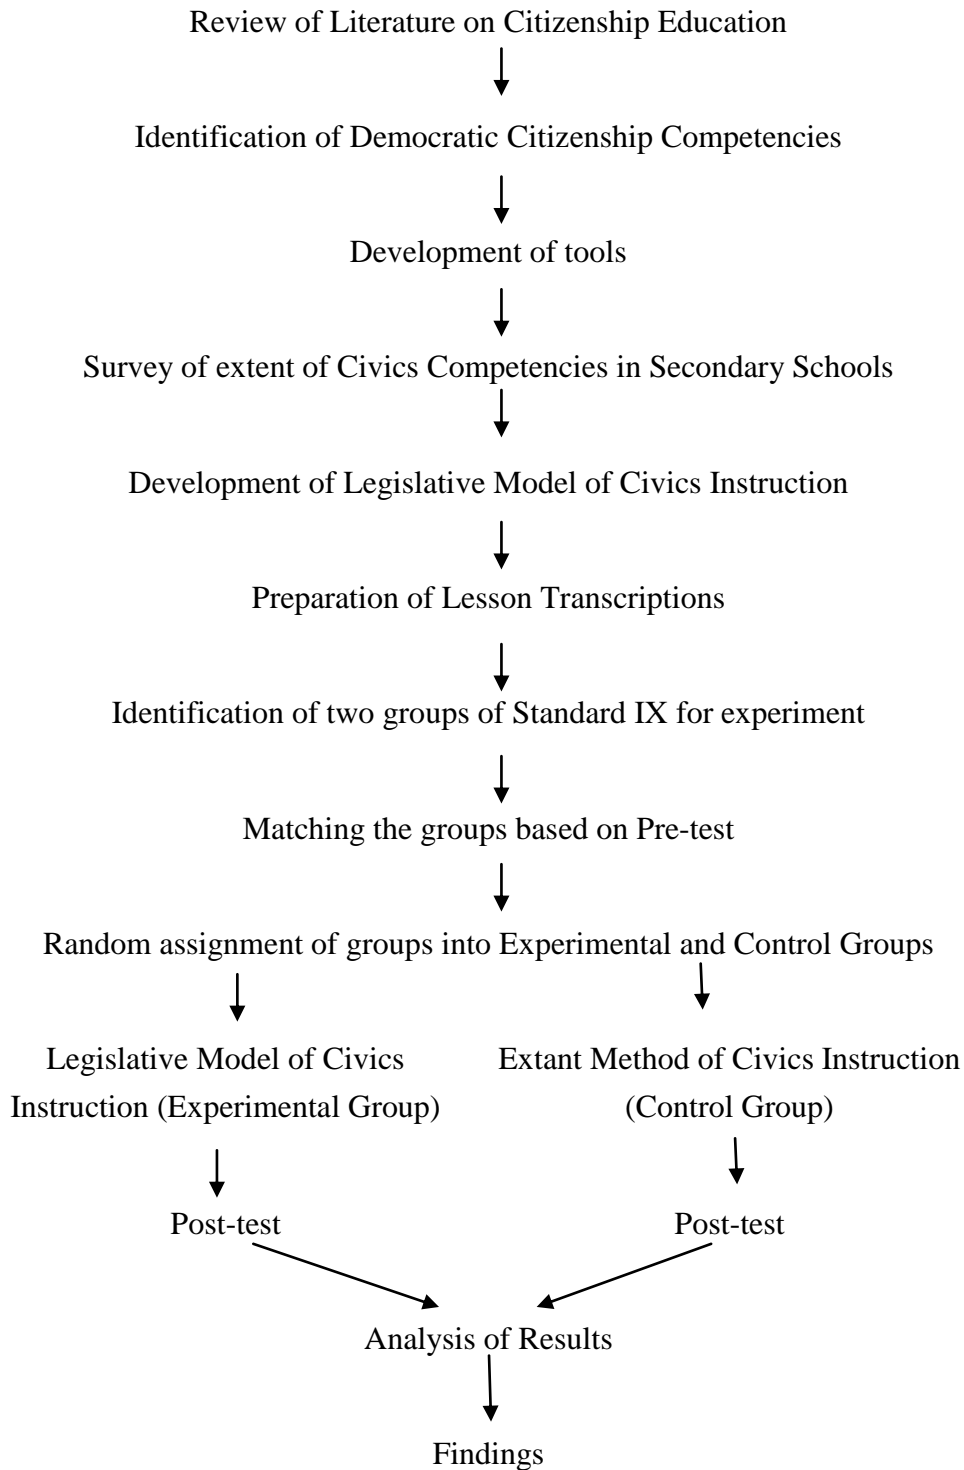 Review of Literature on Citizenship Education
Identification of Democratic Citizenship Competencies
Development of tools
Survey of extent of Civics Competencies in Secondary Schools
Development of Legislative Model of Civics Instruction
Preparation of Lesson Transcriptions
Identification of two groups of Standard IX for experiment
Matching the groups based on Pre-test
Random assignment of groups into Experimental and Control Groups
Legislative Model of Civics
Instruction (Experimental Group)
Extant Method of Civics Instruction
(Control Group)
Post-test
Post-test
Analysis of Results
Findings